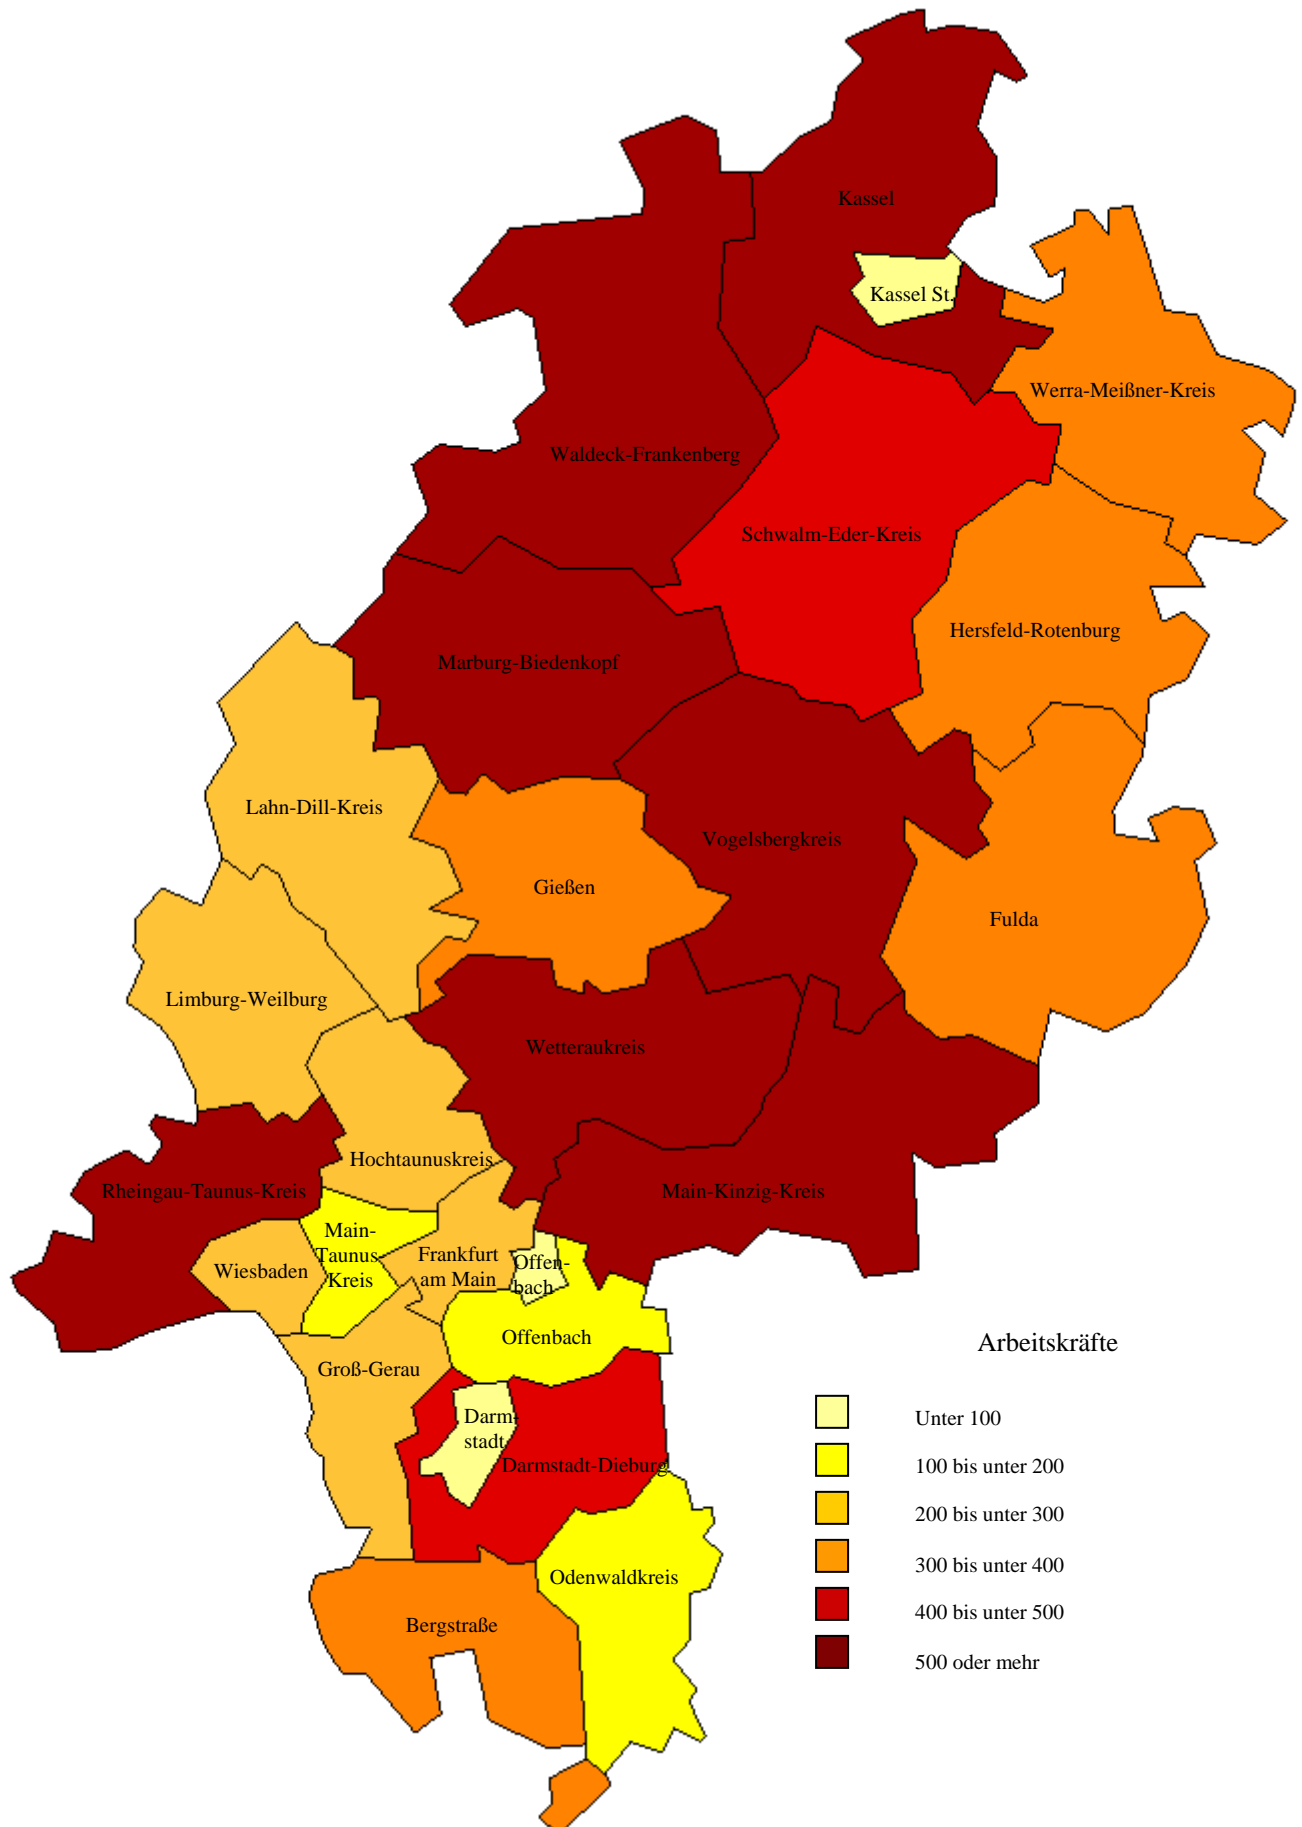 Kassel
Kassel St.
Werra-Meißner-Kreis
Waldeck-Frankenberg
Schwalm-Eder-Kreis
Hersfeld-Rotenburg
Marburg-Biedenkopf
Lahn-Dill-Kreis
Vogelsbergkreis
Gießen
Fulda
Limburg-Weilburg
Wetteraukreis
Hochtaunuskreis
Rheingau-Taunus-Kreis
Main-Kinzig-Kreis
Main-
Taunus
Kreis
Frankfurt
am Main
Offen-
bach
Wiesbaden
Offenbach
Groß-Gerau
Darm-
stadt
Darmstadt-Dieburg
Odenwaldkreis
Bergstraße
Arbeitskräfte
Unter 100
100 bis unter 200
200 bis unter 300
300 bis unter 400
400 bis unter 500
500 oder mehr